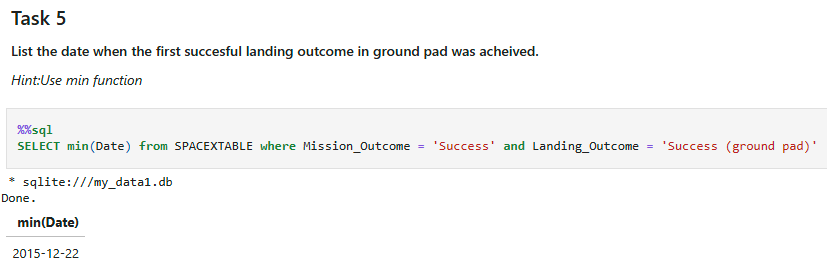 Task 5
List the date when the first succesful landing outcome in ground pad was acheived.
Hint:Use min function
%%sql
SELECT min(Date) from SPACEXTABLE where Mission_Outcome = 'Success' and Landing_Outcome = 'Success (ground pad)'
* sqlite:///my_data1.db
Done.
min(Date)
2015-12-22